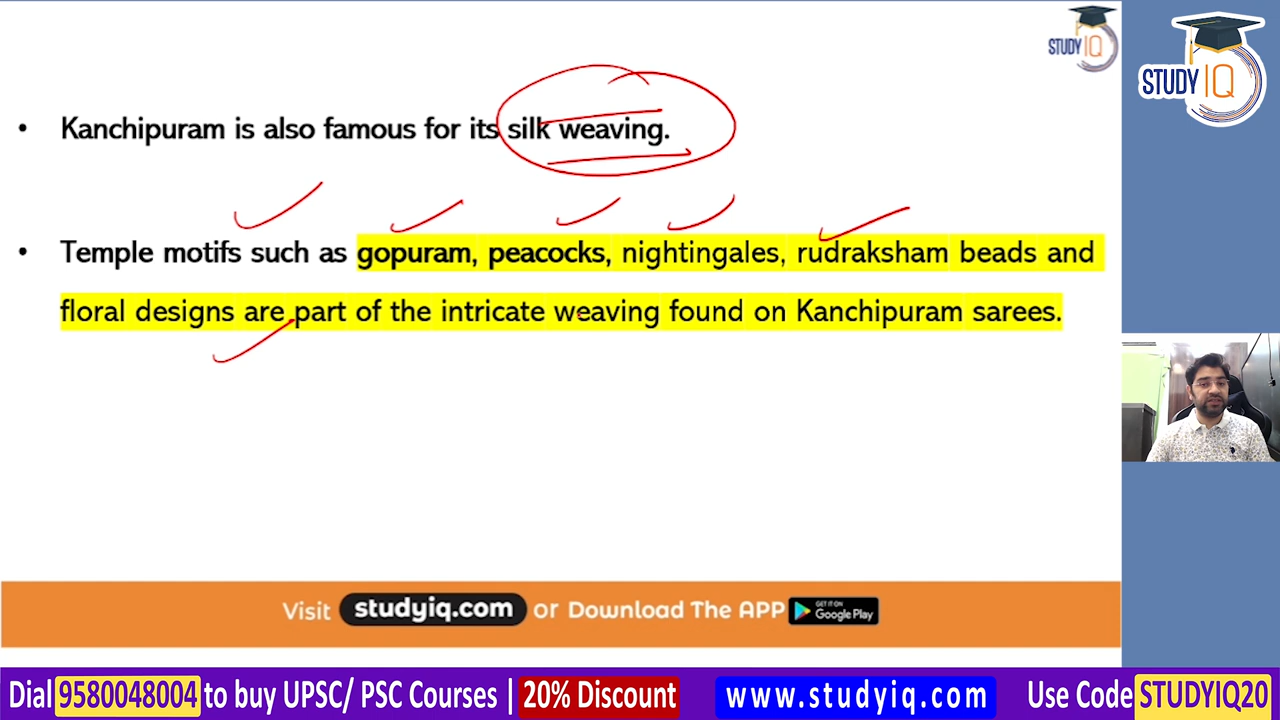 STUDY IQ
STUDY IQ
• Kanchipuram is also famous for its silk weaving.
• Temple motifs such as gopuram, peacocks, nightingales, rudraksham beads and
floral designs are part of the intricate weaving found on Kanchipuram sarees.
Visit studyiq.com or Download The APP GET IT ON Google Play
Dial 9580048004 to buy UPSC/ PSC Courses | 20% Discount www.studyiq.com Use Code STUDYIQ20